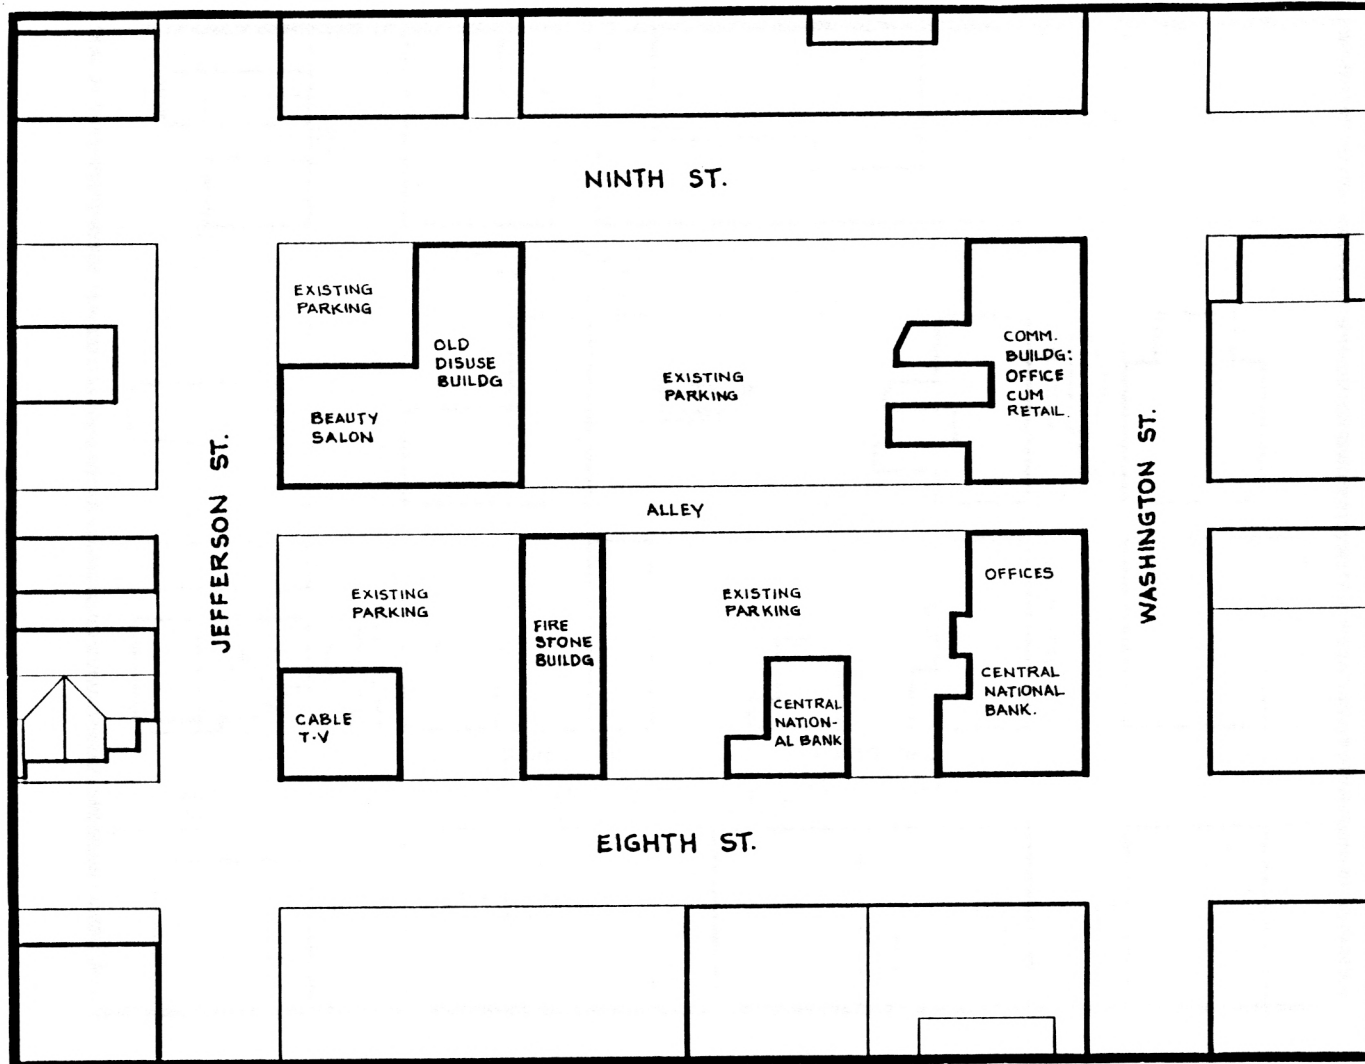 NINTH ST.
EXISTING
PARKING
OLD
DISUSE
BUILDG
BEAUTY
SALON
EXISTING
PARKING
COMM.
BUILDG:
OFFICE
CUM
RETAIL.
JEFFERSON ST.
WASHINGTON ST.
ALLEY
EXISTING
PARKING
FIRE
STONE
BUILDG
EXISTING
PARKING
OFFICES
CABLE
T-V
CENTRAL
NATION-
AL BANK
CENTRAL
NATIONAL
BANK.
EIGHTH ST.